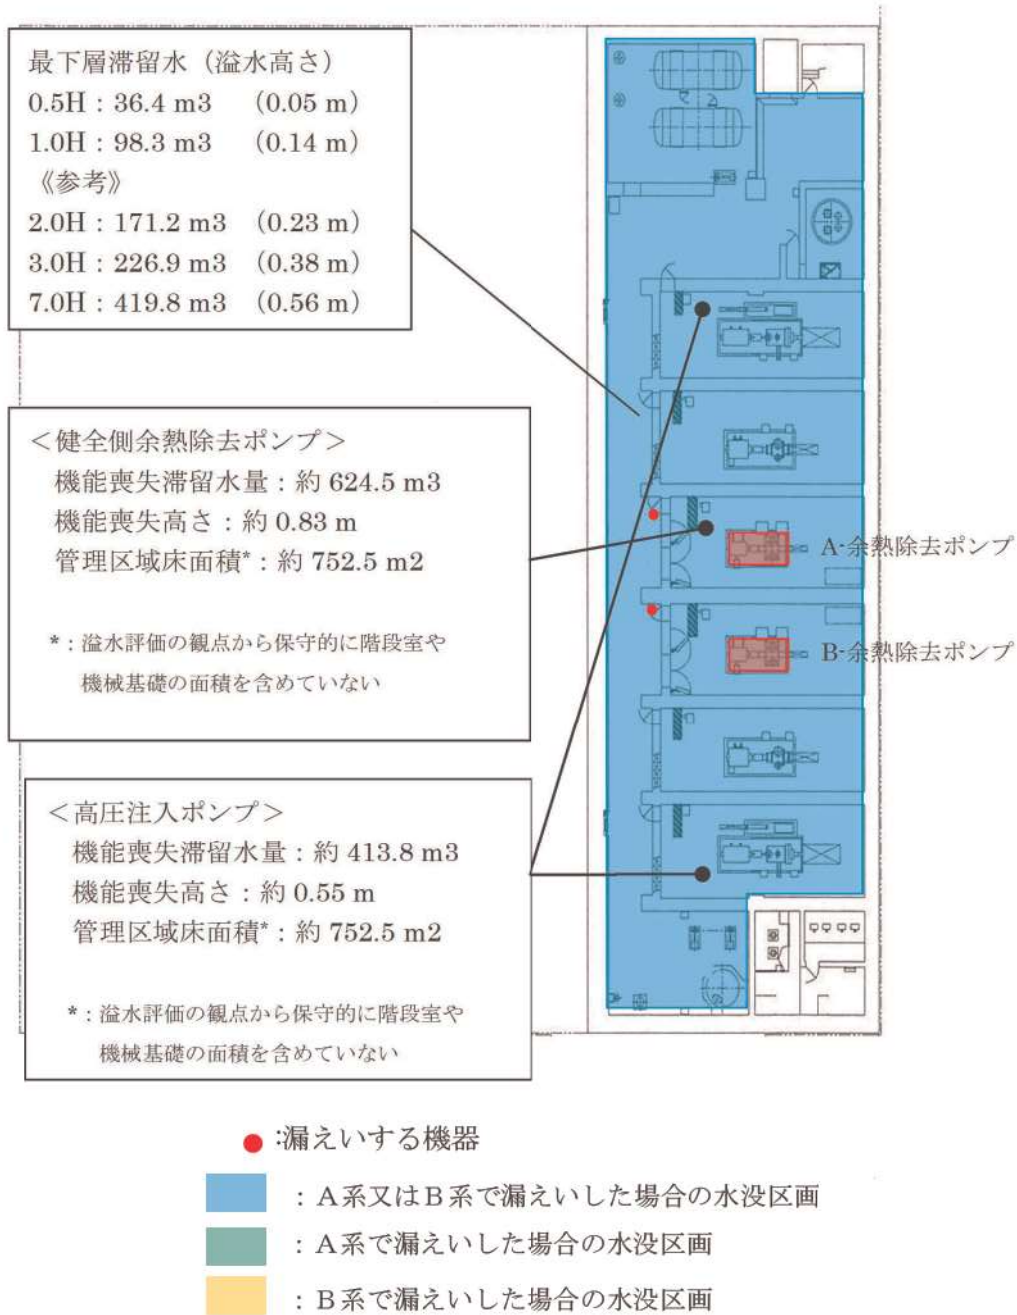 最下層滞留水（溢水高さ）
0.5H：36.4 m3 （0.05 m）
1.0H：98.3 m3 （0.14 m）
《参考》
2.0H：171.2 m3 （0.23 m）
3.0H：226.9 m3 （0.38 m）
7.0H：419.8 m3 （0.56 m）
＜健全側余熱除去ポンプ＞
機能喪失滞留水量：約 624.5 m3
機能喪失高さ：約 0.83 m
管理区域床面積*：約 752.5 m2
*：溢水評価の観点から保守的に階段室や
機械基礎の面積を含めていない
A-余熱除去ポンプ
B-余熱除去ポンプ
＜高圧注入ポンプ＞
機能喪失滞留水量：約 413.8 m3
機能喪失高さ：約 0.55 m
管理区域床面積*：約 752.5 m2
*：溢水評価の観点から保守的に階段室や
機械基礎の面積を含めていない
:漏えいする機器
：A系又はB系で漏えいした場合の水没区画
：A系で漏えいした場合の水没区画
：B系で漏えいした場合の水没区画